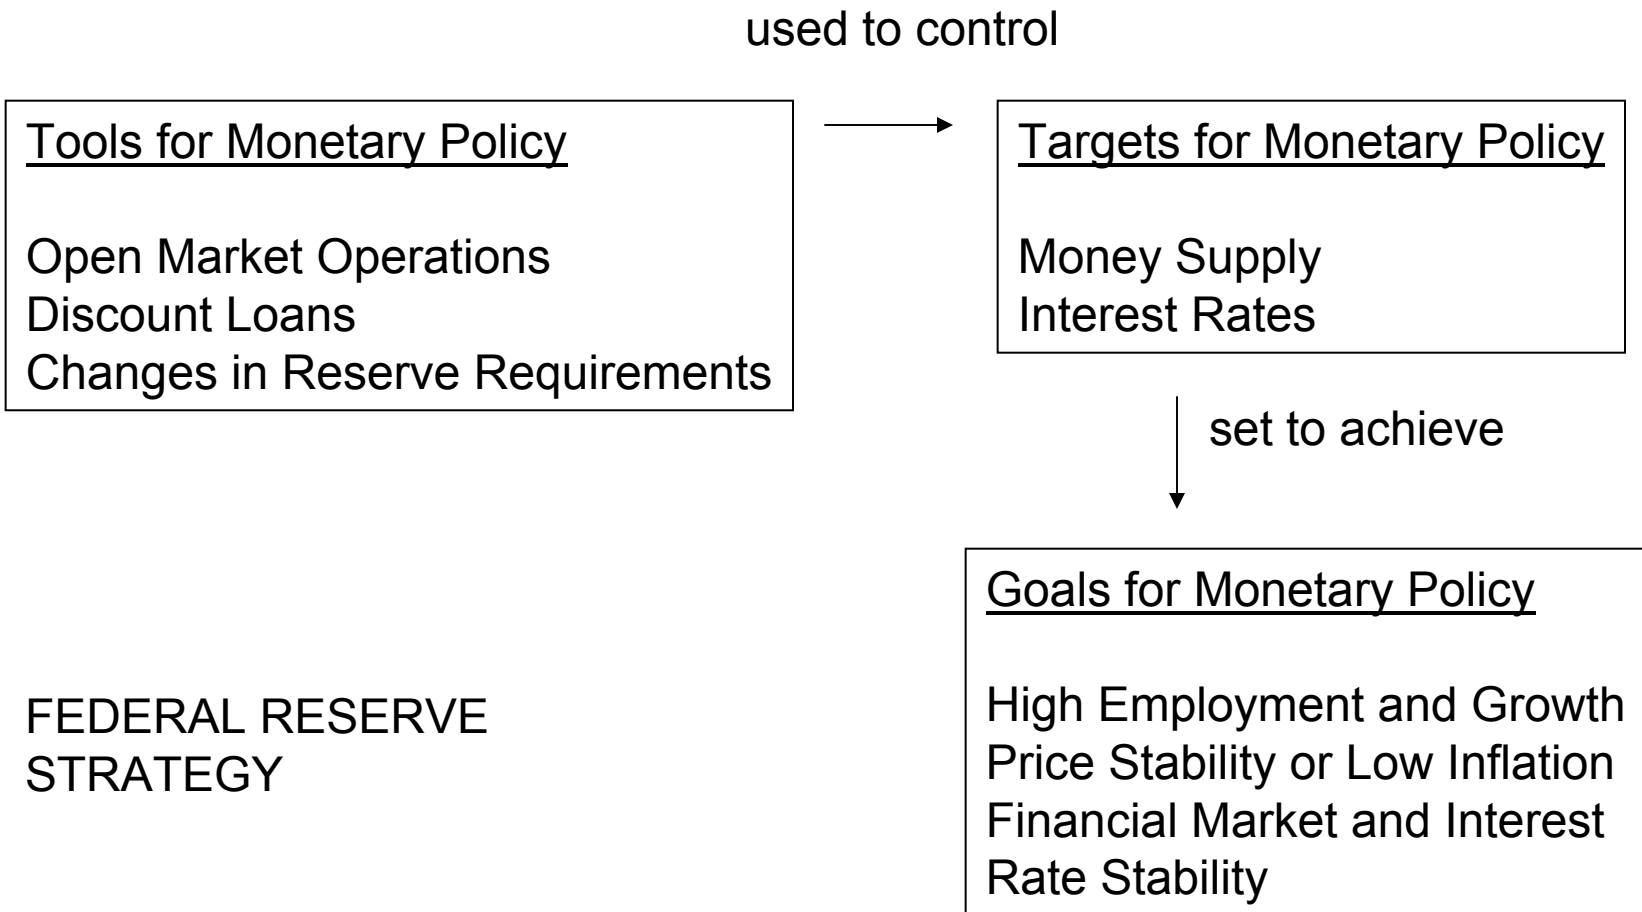 used to control
Tools for Monetary Policy
Open Market Operations
Discount Loans
Changes in Reserve Requirements
Targets for Monetary Policy
Money Supply
Interest Rates
set to achieve
Goals for Monetary Policy
High Employment and Growth
Price Stability or Low Inflation
Financial Market and Interest
Rate Stability
FEDERAL RESERVE
STRATEGY